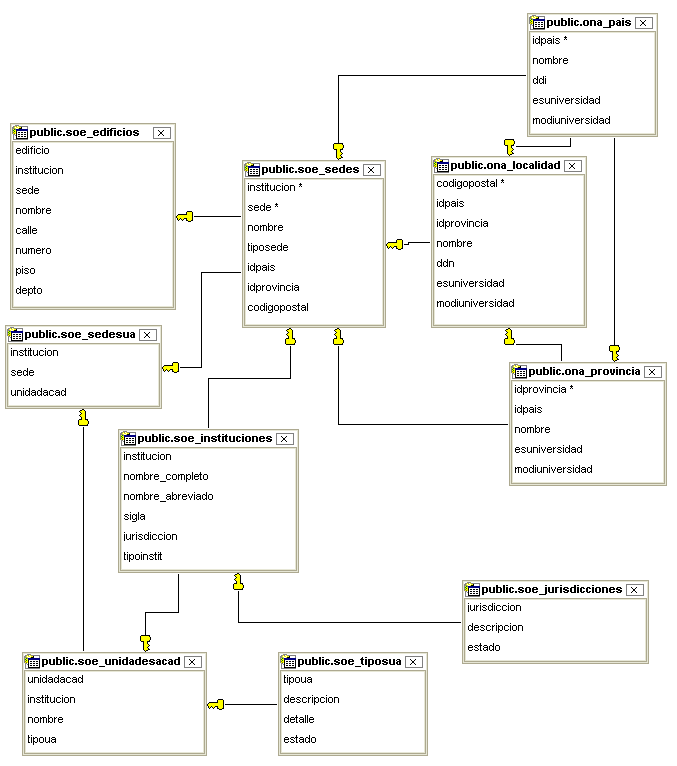 public.ona_pais
idpais *
nombre
ddi
esuniversidad
modiuniversidad
public.soe_edificios
edificio
institucion
sede
nombre
calle
numero
piso
depto
public.soe_sedes
institucion *
sede *
nombre
tiposede
idpais
idprovincia
codigopostal
public.ona_localidad
codigopostal *
idpais
idprovincia
nombre
ddn
esuniversidad
modiuniversidad
public.soe_sedesua
institucion
sede
unidadacad
public.ona_provincia
idprovincia *
idpais
nombre
esuniversidad
modiuniversidad
public.soe_instituciones
institucion
nombre_completo
nombre_abreviado
sigla
jurisdiccion
tipoinstit
public.soe_jurisdicciones
jurisdiccion
descripcion
estado
public.soe_unidadesacad
unidadacad
institucion
nombre
tipoua
public.soe_tiposua
tipoua
descripcion
detalle
estado